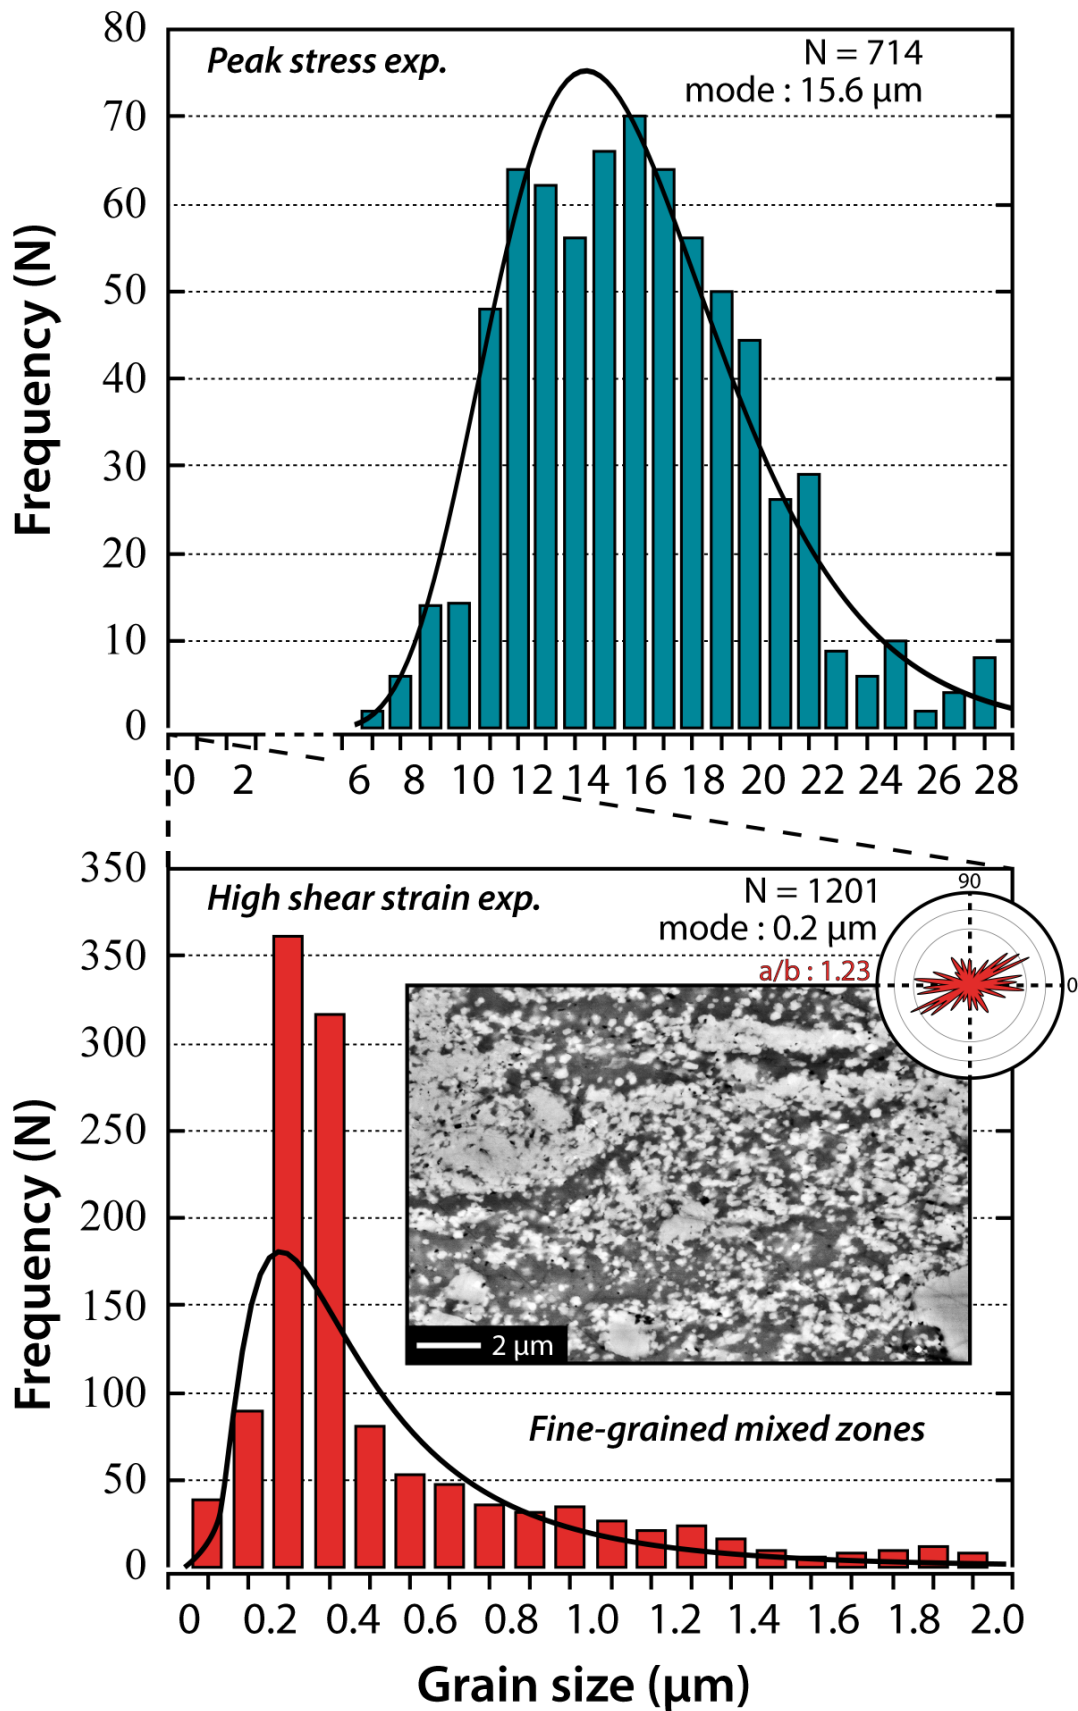 80
70
60
50
40
30
20
10
0
Frequency (N)
Peak stress exp.
N = 714
mode : 15.6 µm
0 2 6 8 10 12 14 16 18 20 22 24 26 28
350
350
300
250
200
150
100
50
0
Frequency (N)
High shear strain exp.
N = 1201
mode : 0.2 µm
a/b : 1.23
90
0
2 µm
Fine-grained mixed zones
0 0.2 0.6 0.8 1.0 1.2 1.4 1.6 1.8 2.0
Grain size (µm)